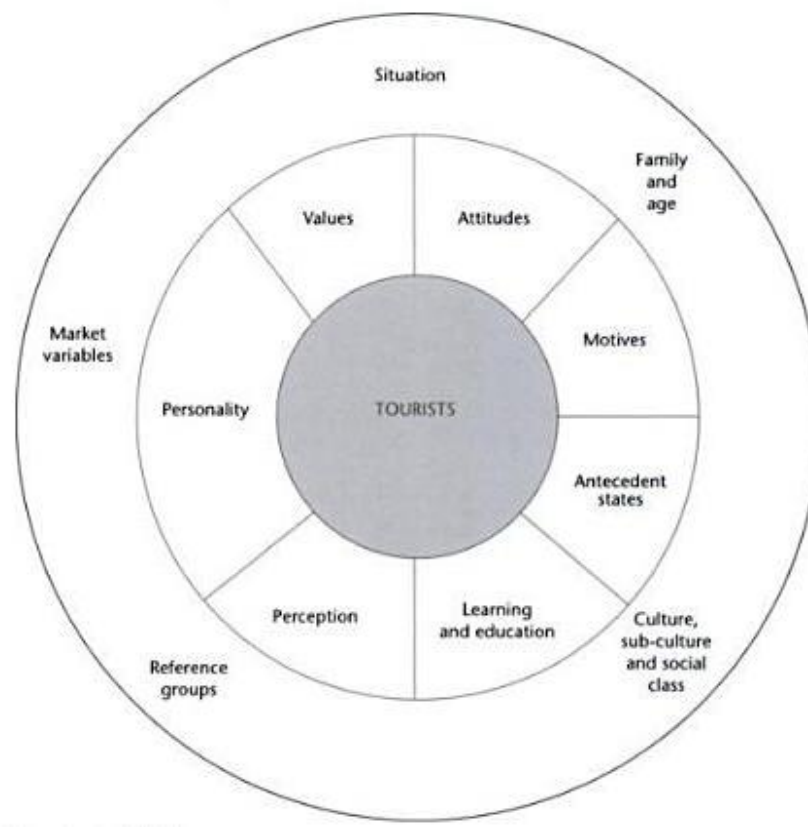 Situation
Family
and
age
Values
Attitudes
Market
variables
Motives
Personality
TOURISTS
Antecedent
states
Perception
Learning
and education
Culture,
sub-culture
and social
class
Reference
groups